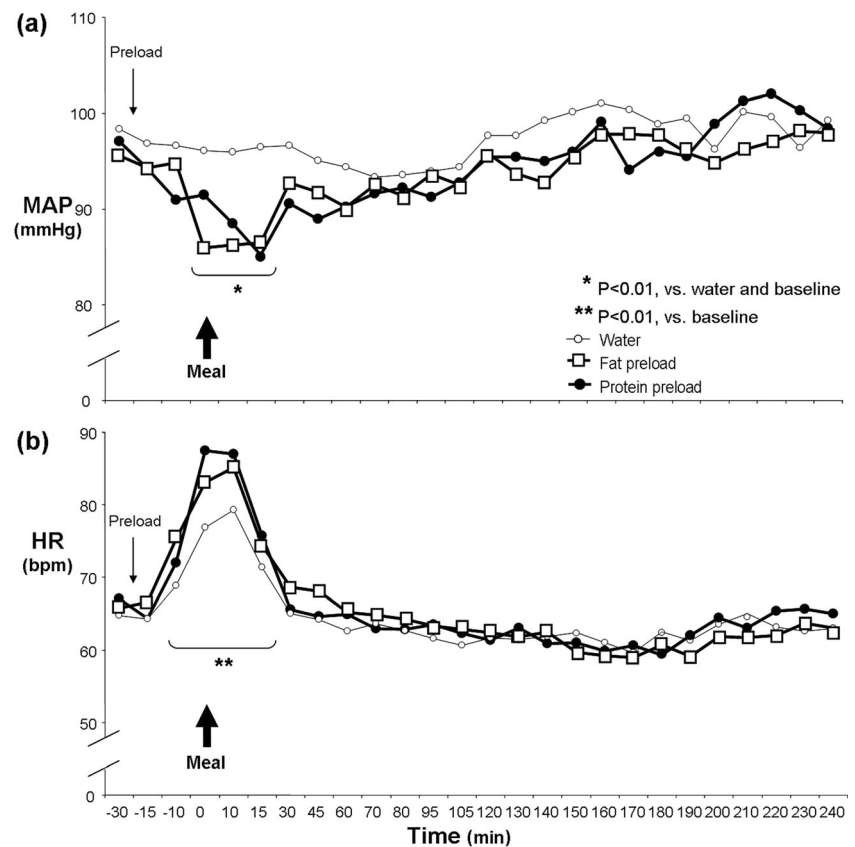 (a)
110
Preload
100
MAP
(mmHg)
90
*
* P<0.01, vs. water and baseline
80
** P<0.01, vs. baseline
Water
Meal
Fat preload
Protein preload
0
(b)
90
80
Preload
HR
(bpm)
70
**
60
50
Meal
0
-30 -15 -10 0 10 15 30 45 60 70 80 95 105 120 130 140 155 160 170 180 190 200 210 220 230 240
Time (min)